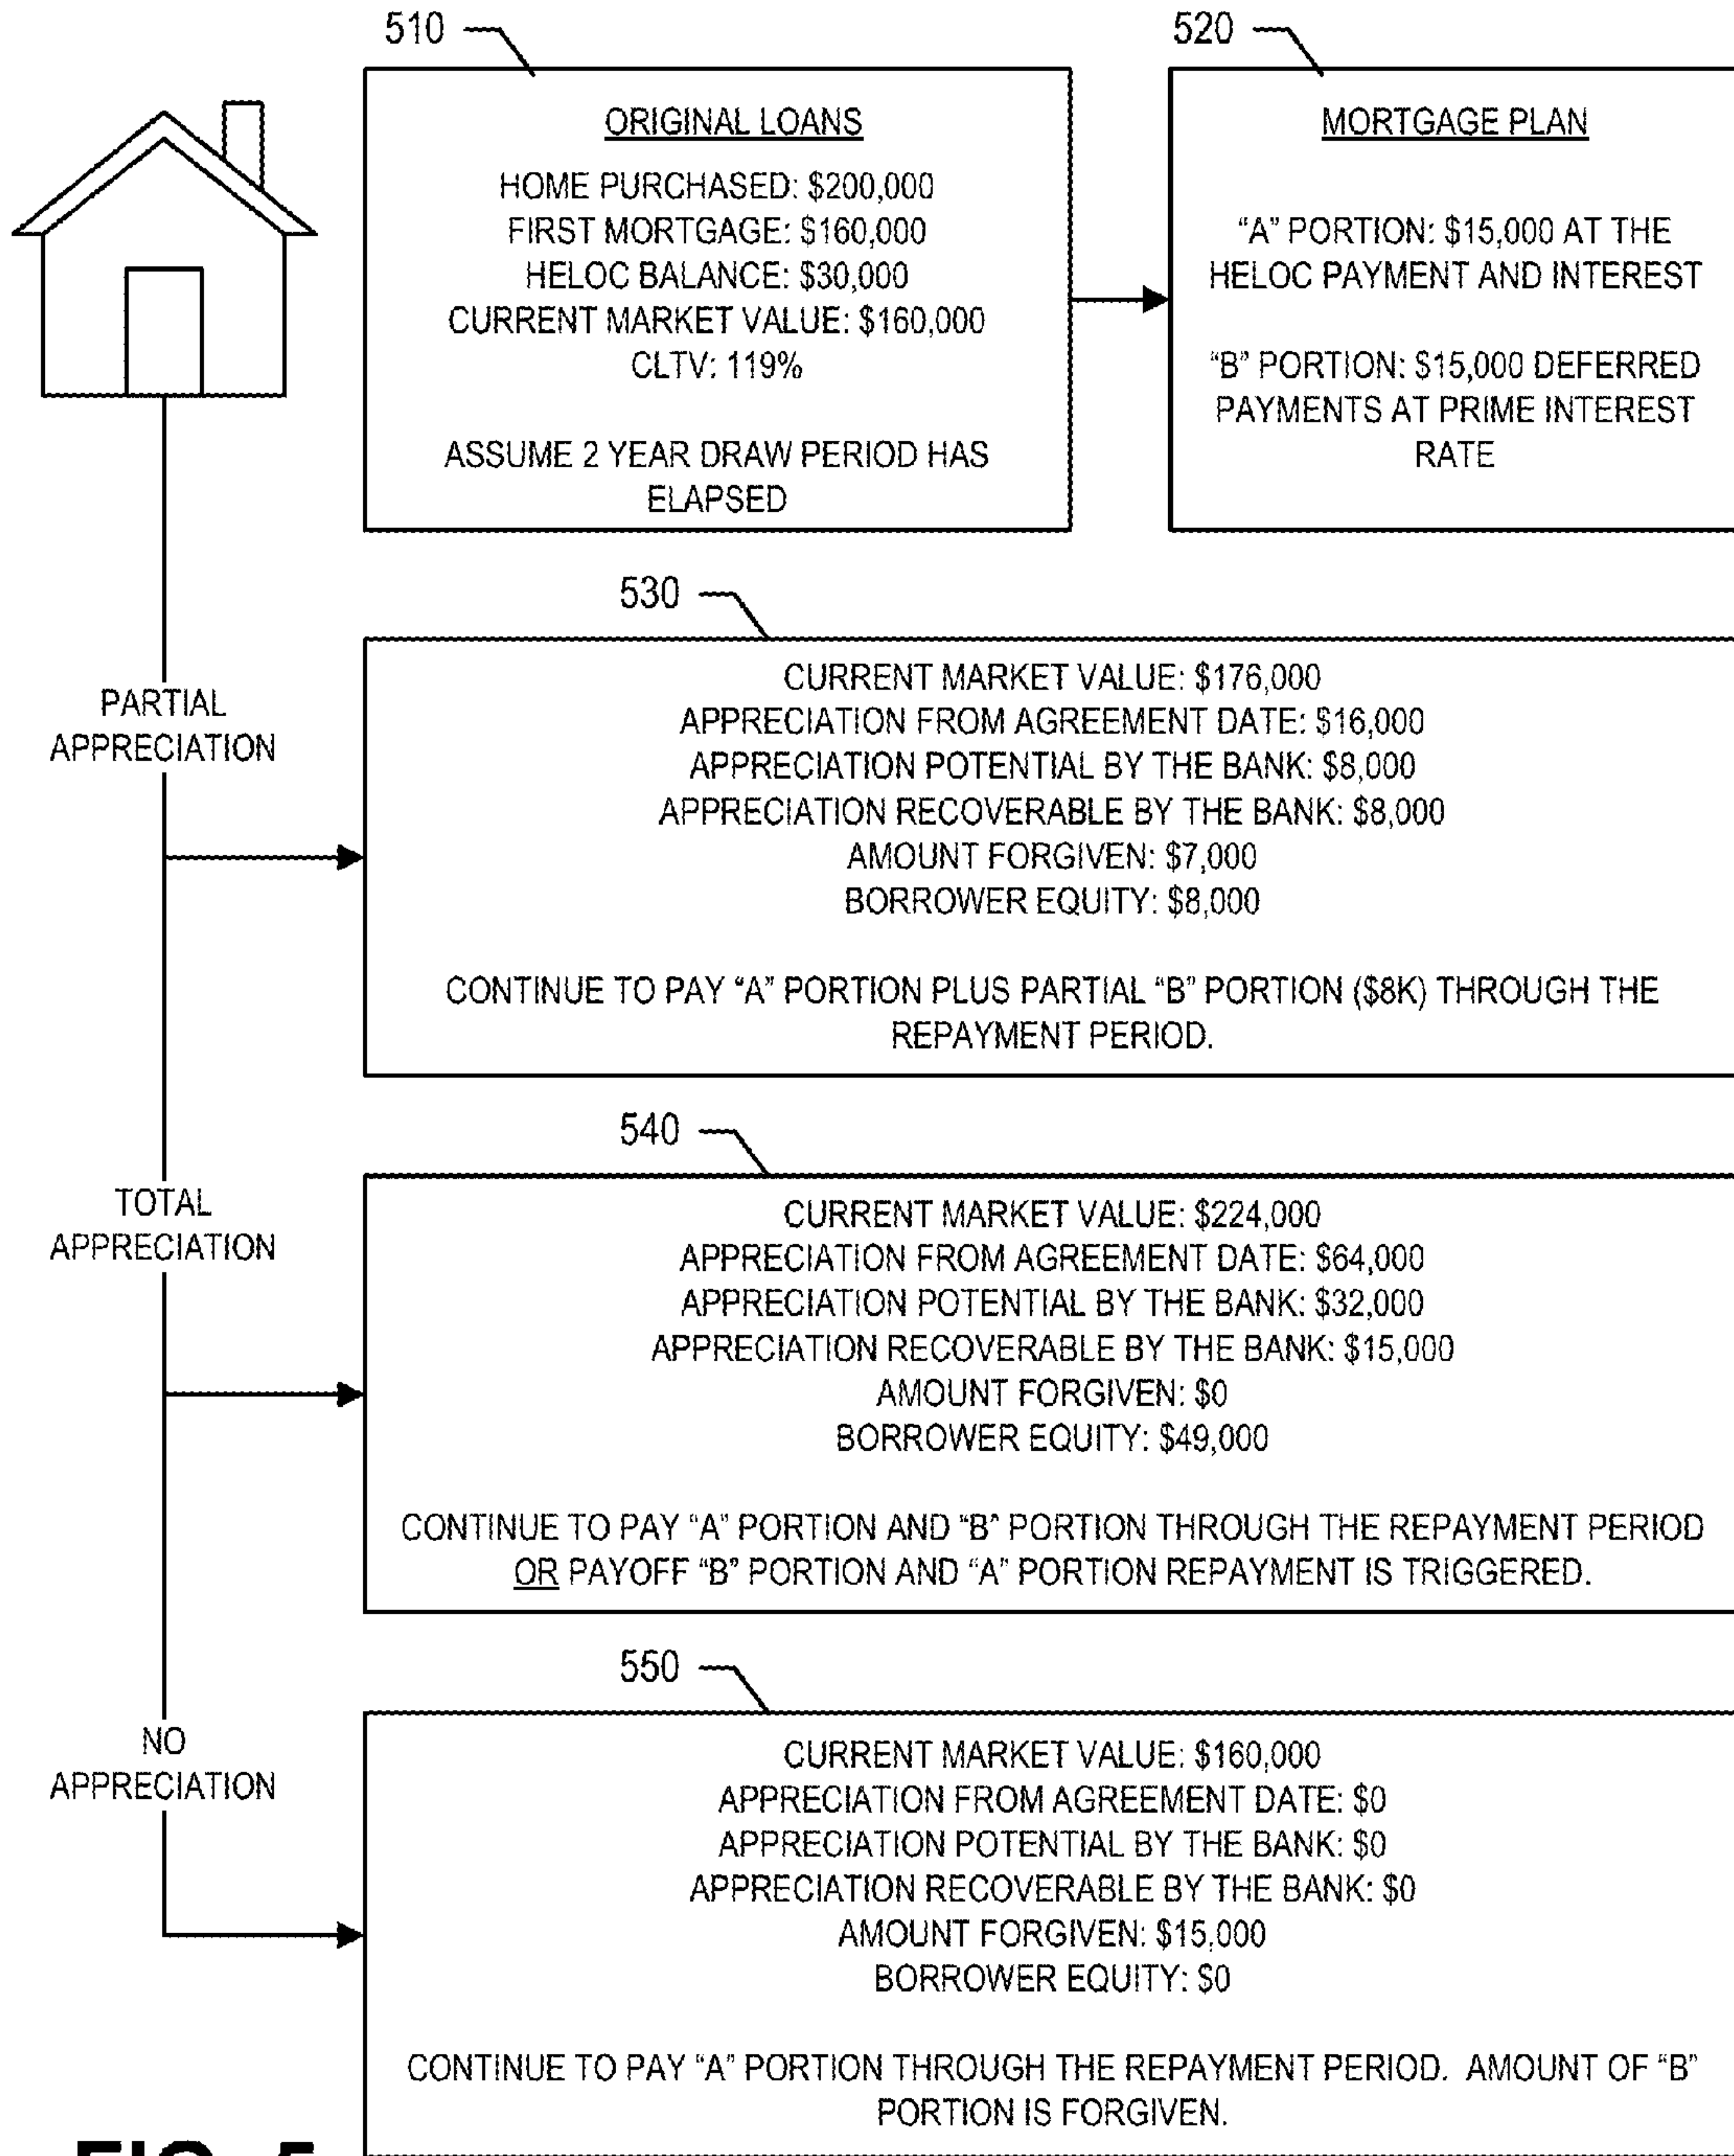 510
520
ORIGINAL LOANS
HOME PURCHASED: $200,000
FIRST MORTGAGE: $160,000
HELOC BALANCE: $30,000
CURRENT MARKET VALUE: $160,000
CLTV: 119%
ASSUME 2 YEAR DRAW PERIOD HAS
ELAPSED
MORTGAGE PLAN
"A" PORTION: $15,000 AT THE
HELOC PAYMENT AND INTEREST
"B" PORTION: $15,000 DEFERRED
PAYMENTS AT PRIME INTEREST
RATE
530
PARTIAL
APPRECIATION
CURRENT MARKET VALUE: $176,000
APPRECIATION FROM AGREEMENT DATE: $16,000
APPRECIATION POTENTIAL BY THE BANK: $8,000
APPRECIATION RECOVERABLE BY THE BANK: $8,000
AMOUNT FORGIVEN: $7,000
BORROWER EQUITY: $8,000
CONTINUE TO PAY "A" PORTION PLUS PARTIAL "B" PORTION ($8K) THROUGH THE
REPAYMENT PERIOD.
540
TOTAL
APPRECIATION
CURRENT MARKET VALUE: $224,000
APPRECIATION FROM AGREEMENT DATE: $64,000
APPRECIATION POTENTIAL BY THE BANK: $32,000
APPRECIATION RECOVERABLE BY THE BANK: $15,000
AMOUNT FORGIVEN: $0
BORROWER EQUITY: $49,000
CONTINUE TO PAY "A" PORTION AND "B" PORTION THROUGH THE REPAYMENT PERIOD
OR PAYOFF "B" PORTION AND "A" PORTION REPAYMENT IS TRIGGERED.
550
NO
APPRECIATION
CURRENT MARKET VALUE: $160,000
APPRECIATION FROM AGREEMENT DATE: $0
APPRECIATION POTENTIAL BY THE BANK: $0
APPRECIATION RECOVERABLE BY THE BANK: $0
AMOUNT FORGIVEN: $15,000
BORROWER EQUITY: $0
CONTINUE TO PAY "A" PORTION THROUGH THE REPAYMENT PERIOD. AMOUNT OF "B"
PORTION IS FORGIVEN.
FIG. 5